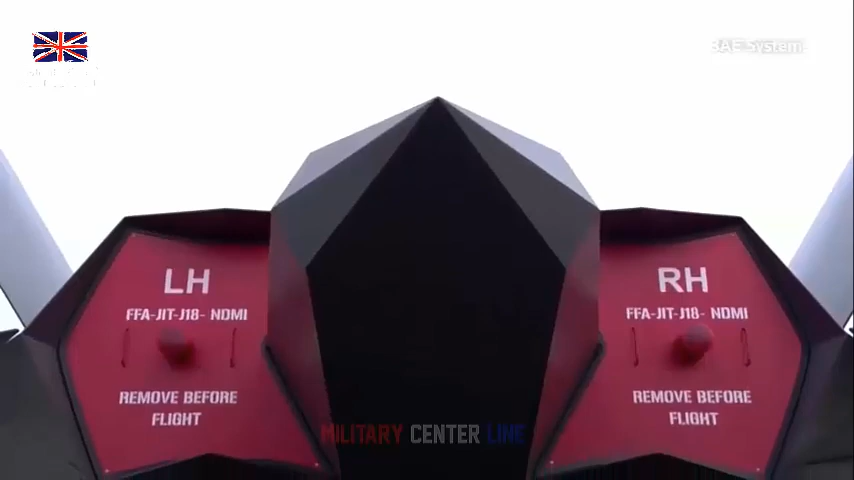 BAE Systems
LH
FFA-JIT-J18- NDMI
REMOVE BEFORE
FLIGHT
RH
FFA-JIT-J18- NDMI
REMOVE BEFORE
FLIGHT
MILITARY CENTER LINE